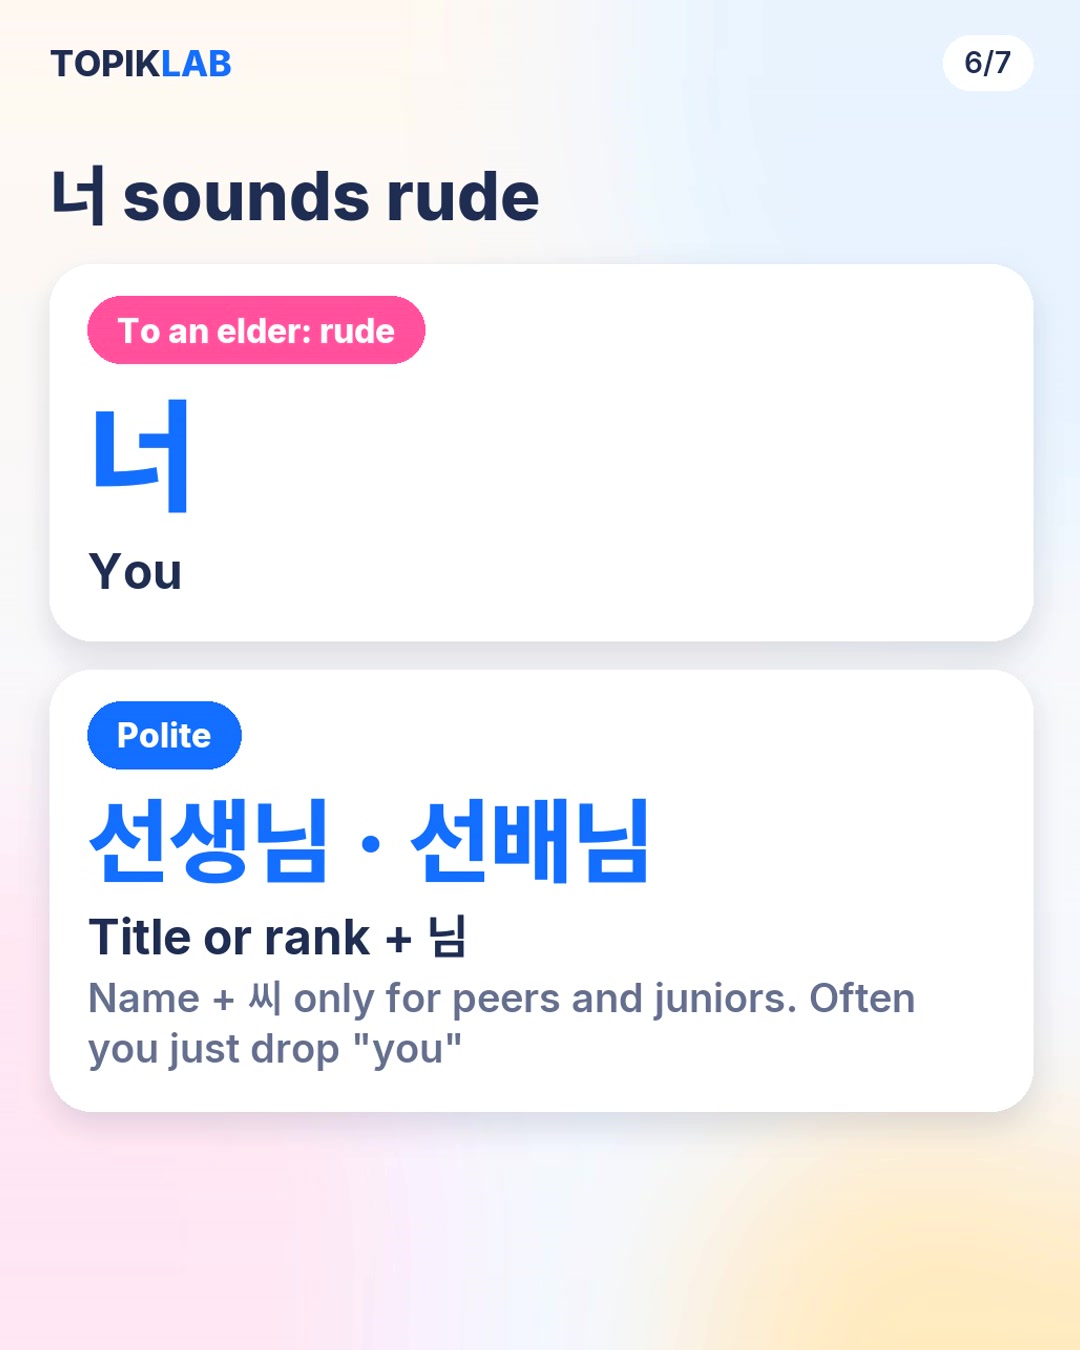 TOPIKLAB
6/7
너 sounds rude
To an elder: rude
너
You
Polite
선생님 · 선배님
Title or rank + 님
Name + 씨 only for peers and juniors. Often
you just drop "you"